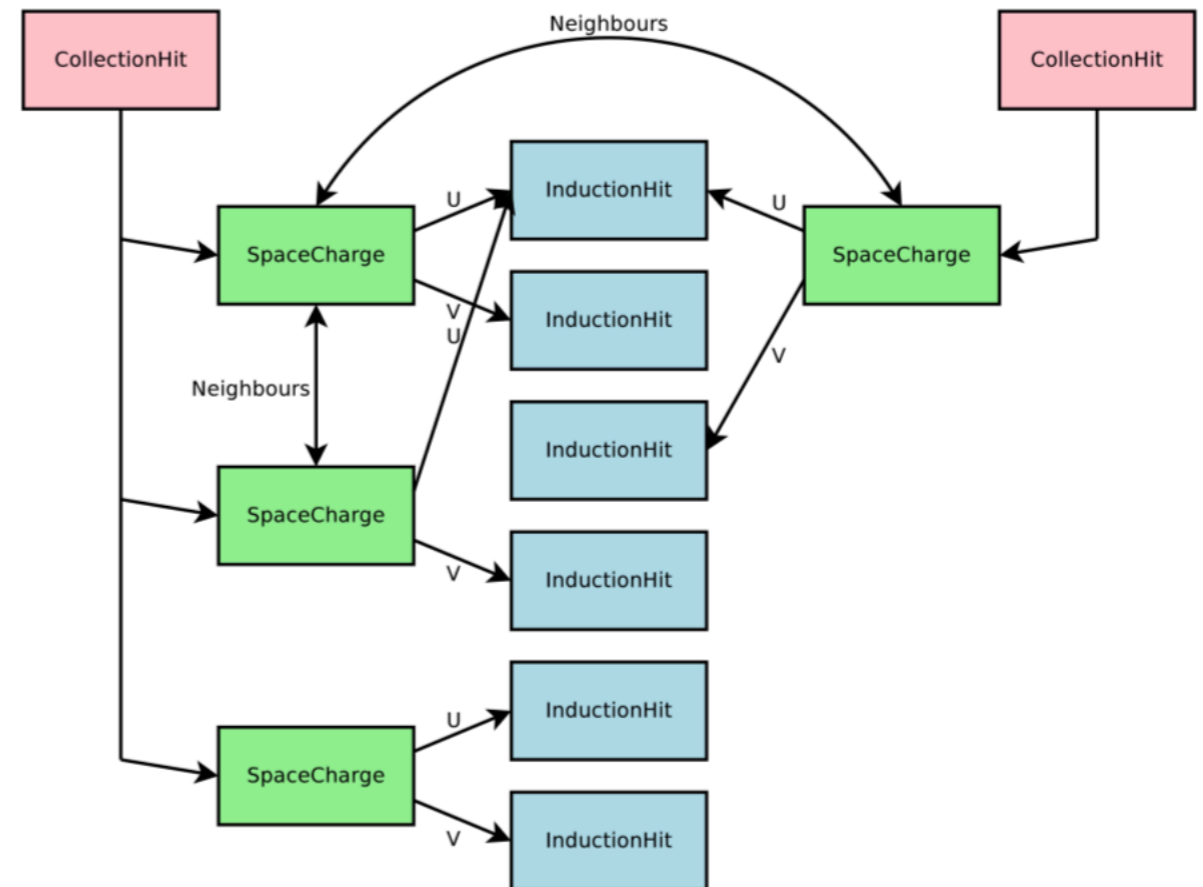 Neighbours
CollectionHit
CollectionHit
InductionHit
U
U
SpaceCharge
SpaceCharge
V
InductionHit
U
V
Neighbours
InductionHit
SpaceCharge
InductionHit
V
InductionHit
U
SpaceCharge
V
InductionHit